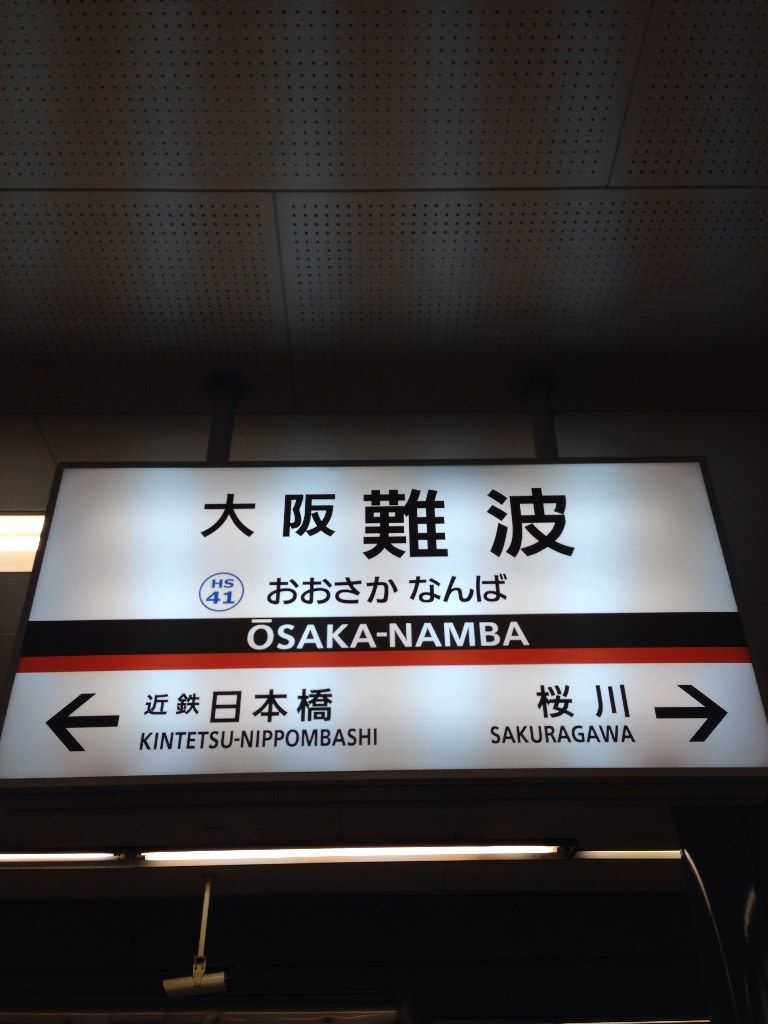 大阪難波
HS
41
おおさか なんば
ŌSAKA-NAMBA
← 近鉄日本橋
KINTETSU-NIPPOMBASHI
桜川 →
SAKURAGAWA